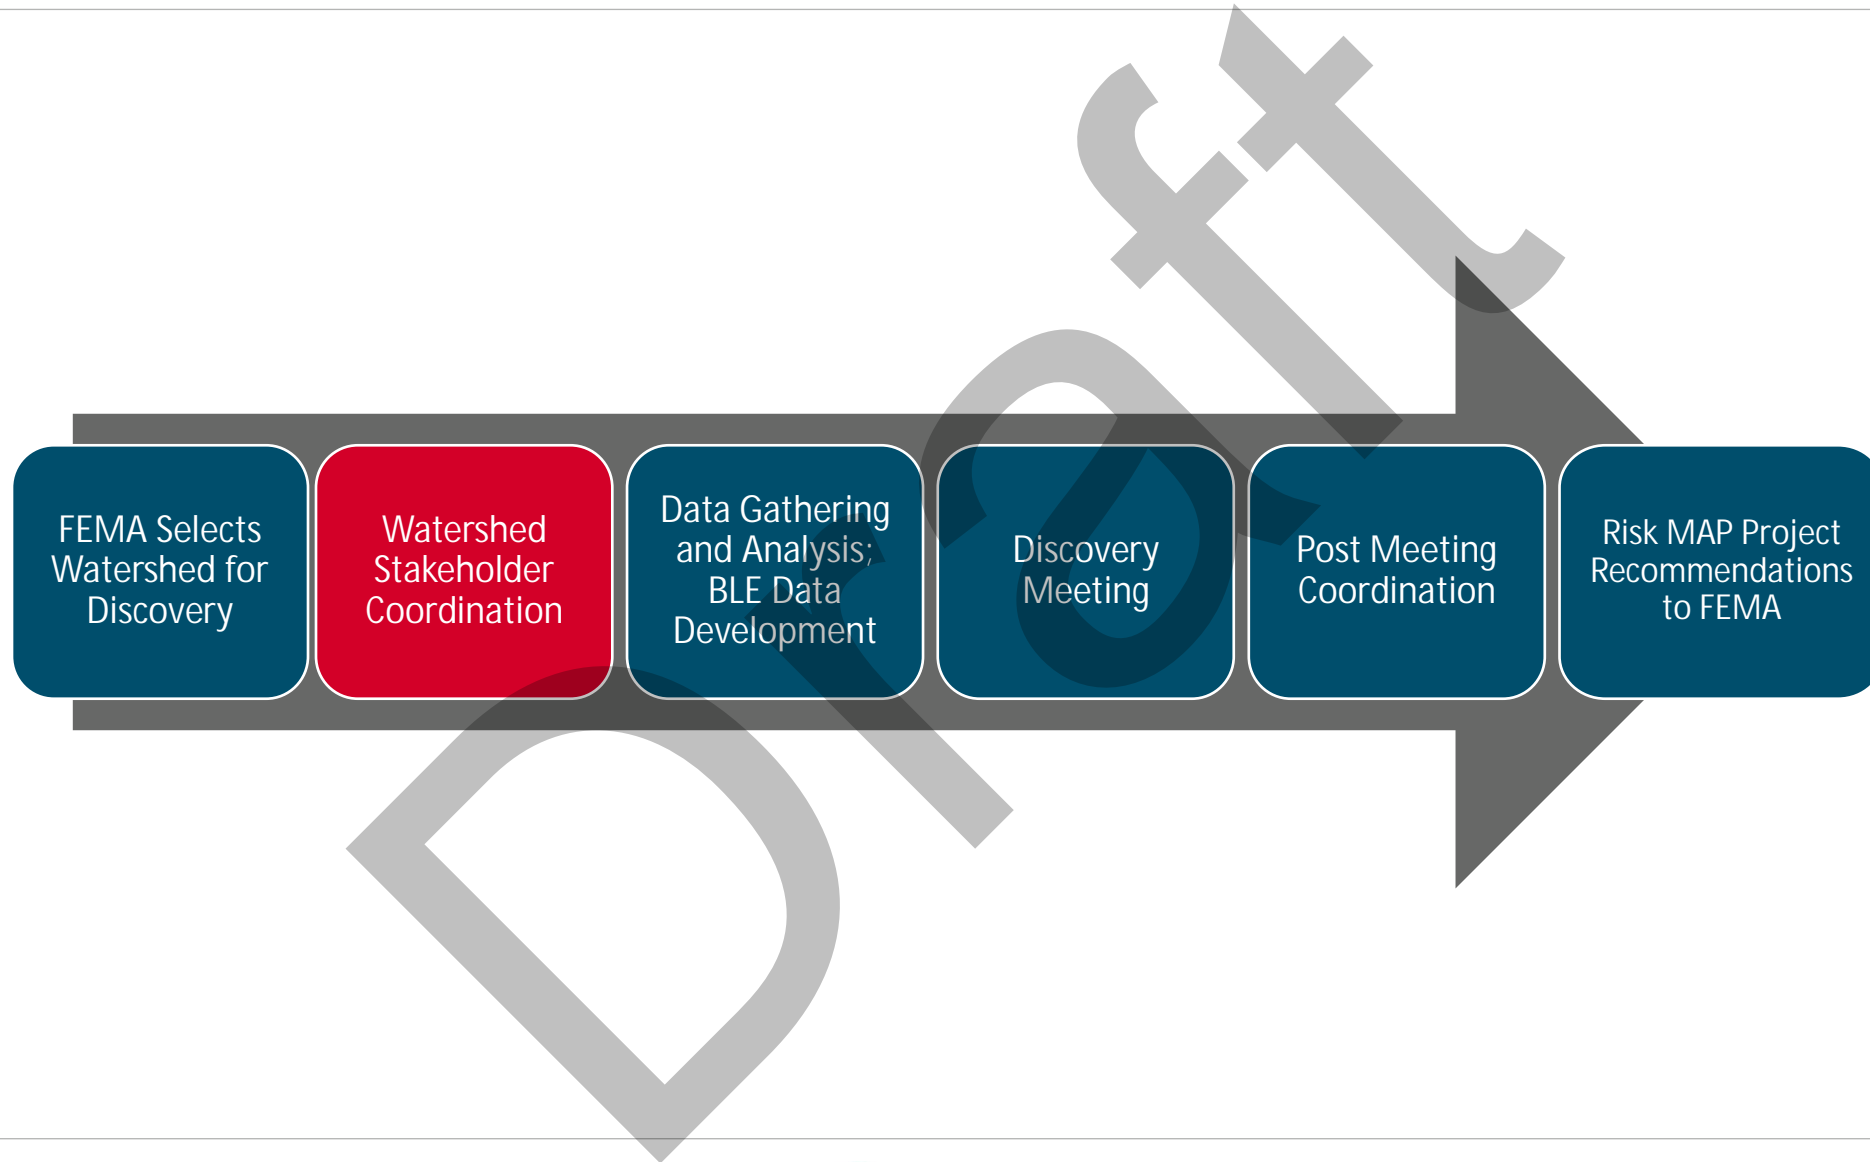 FEMA Selects
Watershed for
Discovery
Watershed
Stakeholder
Coordination
Data Gathering
and Analysis;
BLE Data
Development
Discovery
Meeting
Post Meeting
Coordination
Risk MAP Project
Recommendations
to FEMA
Draft